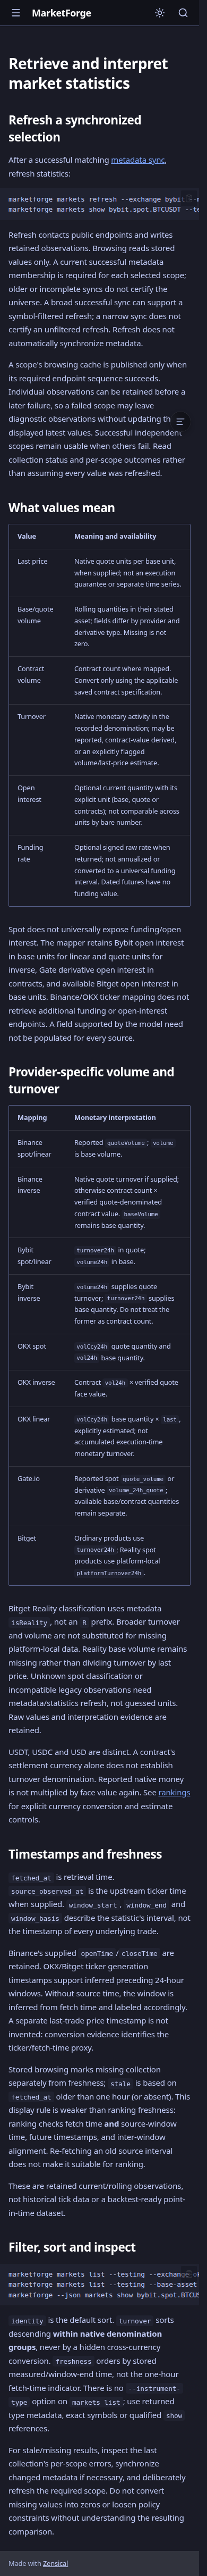 MarketForge
Retrieve and interpret
market statistics
Refresh a synchronized
selection
After a successful matching metadata sync,
refresh statistics:
marketforge markets refresh --exchange
marketforge markets show bybit.spot.BTCUSDT
Refresh contacts public endpoints and writes
retained observations. Browsing reads stored
values only. A current successful metadata
membership is required for each selected scope;
older or incomplete syncs do not certify the
universe. A broad successful sync can support a
symbol-filtered refresh; a narrow sync does not
certify an unfiltered refresh. Refresh does not
automatically synchronize metadata.
A scope's browsing cache is published only when
its required endpoint sequence succeeds.
Individual observations can be retained before a
later failure, so a failed scope may leave
diagnostic observations without updating
displayed latest values. Successful independent
scopes remain usable when others fail. Read
collection status and per-scope outcomes rather
than assuming every value was refreshed.
What values mean
Value Meaning and availability
Last price Native quote units per base unit,
when supplied; not an execution
guarantee or separate time series.
Base/quote Rolling quantities in their stated
volume asset; fields differ by provider and
derivative type. Missing is not
zero.
Contract Contract count where mapped.
volume Convert only using the applicable
saved contract specification.
Turnover Native monetary activity in the
recorded denomination; may be
reported, contract-value derived,
or an explicitly flagged
volume/last-price estimate.
Open Optional current quantity with its
interest explicit unit (base, quote or
contracts); not comparable across
units by bare number.
Funding Optional signed raw rate when
rate returned; not annualized or
converted to a universal funding
interval. Dated futures have no
funding value.
Spot does not universally expose funding/open
interest. The mapper retains Bybit open interest
in base units for linear and quote units for
inverse, Gate derivative open interest in
contracts, and available Bitget open interest in
base units. Binance/OKX ticker mapping does not
retrieve additional funding or open-interest
endpoints. A field supported by the model need
not be populated for every source.
Provider-specific volume and
turnover
Mapping Monetary interpretation
Binance Reported quoteVolume; volume
spot/linear is base volume.
Binance Native quote turnover if supplied;
inverse otherwise contract count ×
verified quote-denominated
contract value. baseVolume
remains base quantity.
Bybit turnover24h in quote;
spot/linear volume24h in base.
Bybit volume24h supplies quote
inverse turnover; turnover24h supplies
base quantity. Do not treat the
former as contract count.
OKX spot volCcy24h quote quantity and
vol24h base quantity.
OKX inverse Contract vol24h × verified quote
face value.
OKX linear volCcy24h base quantity × last,
explicitly estimated; not
accumulated execution-time
monetary turnover.
Gate.io Reported spot quote_volume or
derivative volume_24h_quote;
available base/contract quantities
remain separate.
Bitget Ordinary products use
turnover24h; Reality spot
products use platform-local
platformTurnover24h.
Bitget Reality classification uses metadata
isReality, not an R prefix. Broader turnover
and volume are not substituted for missing
platform-local data. Reality base volume remains
missing rather than dividing turnover by last
price. Unknown spot classification or
incompatible legacy observations need
metadata/statistics refresh, not guessed units.
Raw values and interpretation evidence are
retained.
USDT, USDC and USD are distinct. A contract's
settlement currency alone does not establish
turnover denomination. Reported native money
is not multiplied by face value again. See rankings
for explicit currency conversion and estimate
controls.
Timestamps and freshness
fetched_at is retrieval time.
source_observed_at is the upstream ticker time
when supplied. window_start, window_end and
window_basis describe the statistic's interval, not
the timestamp of every underlying trade.
Binance's supplied openTime/closeTime are
retained. OKX/Bitget ticker generation
timestamps support inferred preceding 24-hour
windows. Without source time, the window is
inferred from fetch time and labeled accordingly.
A separate last-trade price timestamp is not
invented: conversion evidence identifies the
ticker/fetch-time proxy.
Stored browsing marks missing collection
separately from freshness; stale is based on
fetched_at older than one hour (or absent). This
display rule is weaker than ranking freshness:
ranking checks fetch time and source-window
time, future timestamps, and inter-window
alignment. Re-fetching an old source interval
does not make it suitable for ranking.
These are retained current/rolling observations,
not historical tick data or a backtest-ready point-
in-time dataset.
Filter, sort and inspect
marketforge markets list --testing
marketforge markets list --testing --base-asset
marketforge --json markets show
identity is the default sort. turnover sorts
descending within native denomination
groups, never by a hidden cross-currency
conversion. freshness orders by stored
measured/window-end time, not the one-hour
fetch-time indicator. There is no --instrument-
type option on markets list; use returned
type metadata, exact symbols or qualified show
references.
For stale/missing results, inspect the last
collection's per-scope errors, synchronize
changed metadata if necessary, and deliberately
refresh the required scope. Do not convert
missing values into zeros or loosen policy
constraints without understanding the resulting
comparison.
Made with Zensical